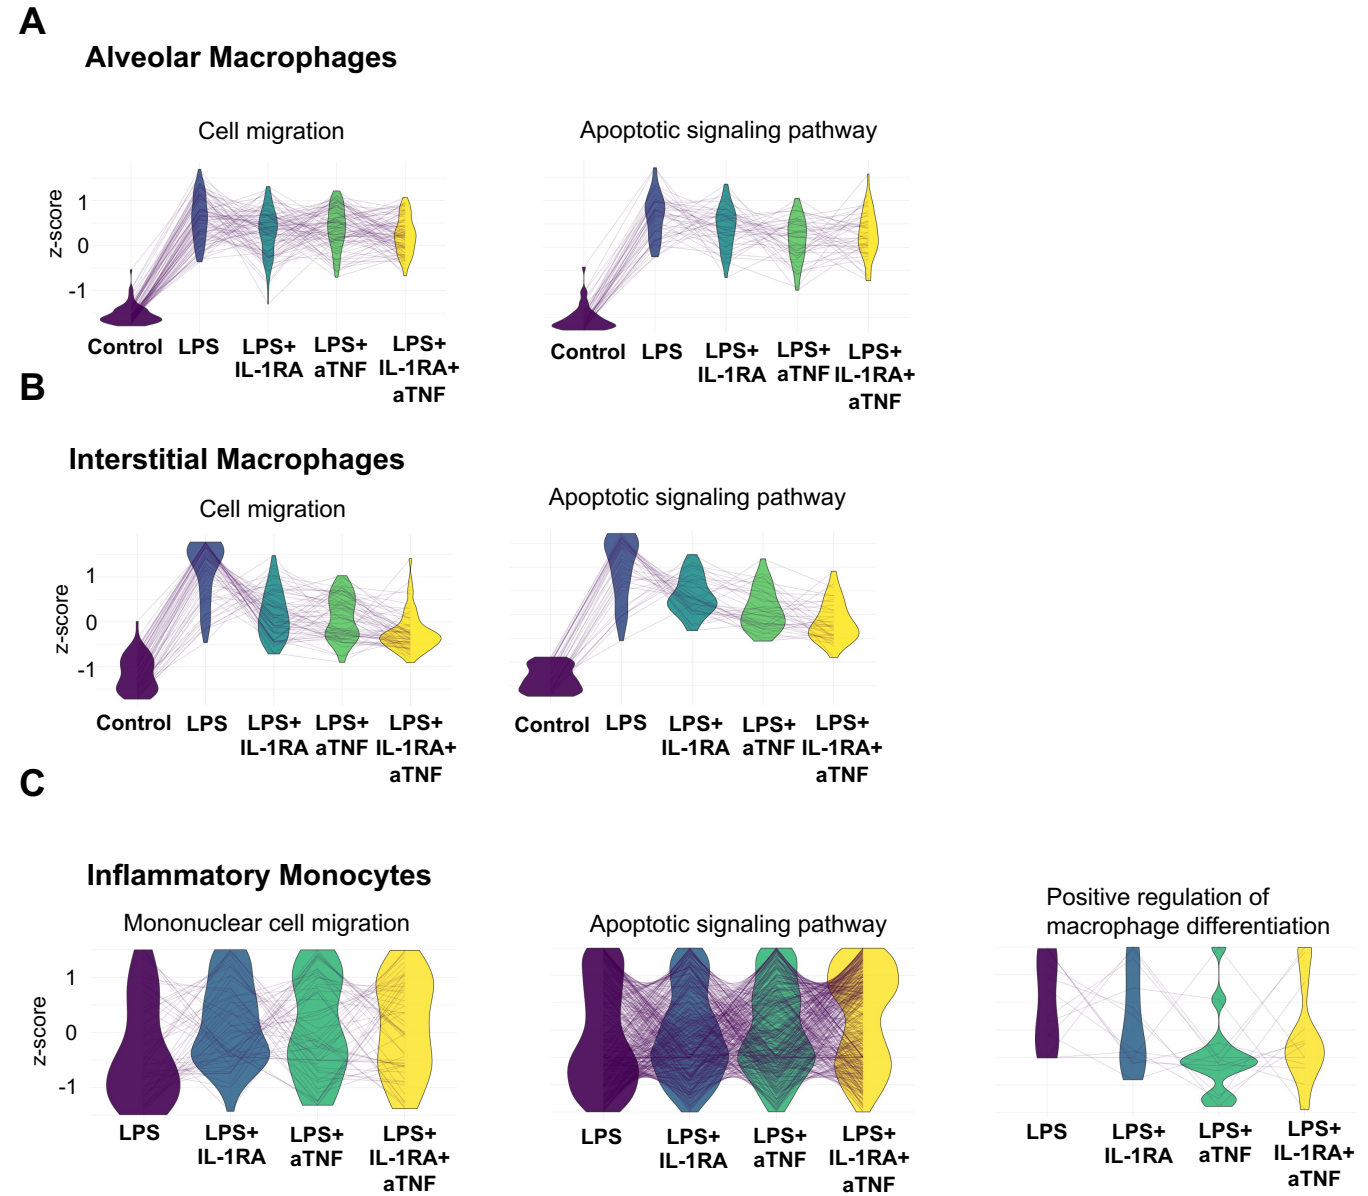 A
Alveolar Macrophages
Cell migration
Apoptotic signaling pathway
z-score
1
0
-1
Control
LPS
LPS+
IL-1RA
LPS+
aTNF
LPS+
IL-1RA+
aTNF
Control
LPS
LPS+
IL-1RA
LPS+
aTNF
LPS+
IL-1RA+
aTNF
B
Interstitial Macrophages
Cell migration
Apoptotic signaling pathway
z-score
1
0
-1
Control
LPS
LPS+
IL-1RA
LPS+
aTNF
LPS+
IL-1RA+
aTNF
Control
LPS
LPS+
IL-1RA
LPS+
aTNF
LPS+
IL-1RA+
aTNF
C
Inflammatory Monocytes
Mononuclear cell migration
Apoptotic signaling pathway
Positive regulation of
macrophage differentiation
z-score
1
0
-1
LPS
LPS+
IL-1RA
LPS+
aTNF
LPS+
IL-1RA+
aTNF
LPS
LPS+
IL-1RA
LPS+
aTNF
LPS+
IL-1RA+
aTNF
LPS
LPS+
IL-1RA
LPS+
aTNF
LPS+
IL-1RA+
aTNF